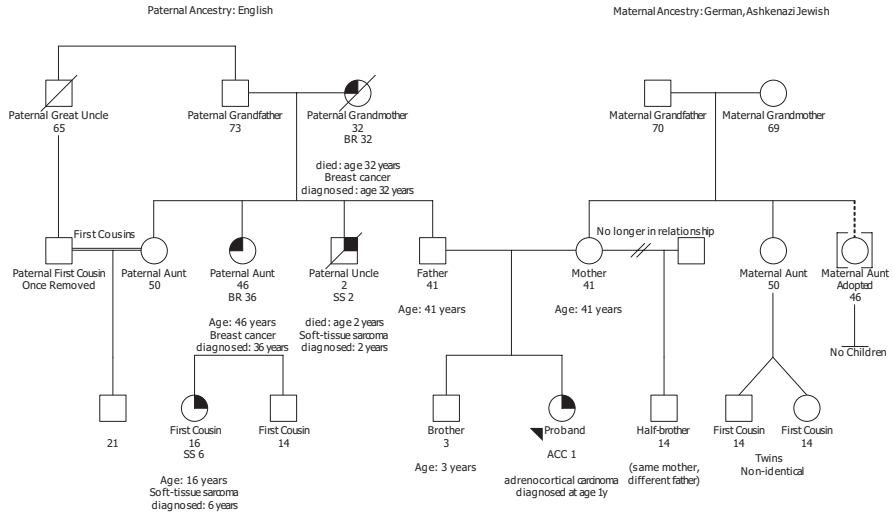 Paternal Ancestry: English
Maternal Ancestry: German, Ashkenazi Jewish
Paternal Great Uncle
65
Paternal Grandfather
73
Paternal Grandmother
32
BR 32
died: age 32 years
Breast cancer
diagnosed: age 32 years
Maternal Grandfather
70
Maternal Grandmother
69
First Cousins
Paternal First Cousin
Once Removed
Paternal Aunt
50
Paternal Aunt
46
BR 36
Age: 46 years
Breast cancer
diagnosed: 36 years
Paternal Uncle
2
SS 2
died: age 2 years
Soft-tissue sarcoma
diagnosed: 2 years
Father
41
Age: 41 years
Mother
41
Age: 41 years
No longer in relationship
Maternal Aunt
50
Maternal Aunt
Adopted
46
No Children
21
First Cousin
16
SS 6
Age: 16 years
Soft-tissue sarcoma
diagnosed: 6 years
First Cousin
14
Brother
3
Age: 3 years
Proband
ACC 1
adrenocortical carcinoma
diagnosed at age 1y
Half-brother
14
(same mother,
different father)
First Cousin
14
First Cousin
14
Twins
Non-identical